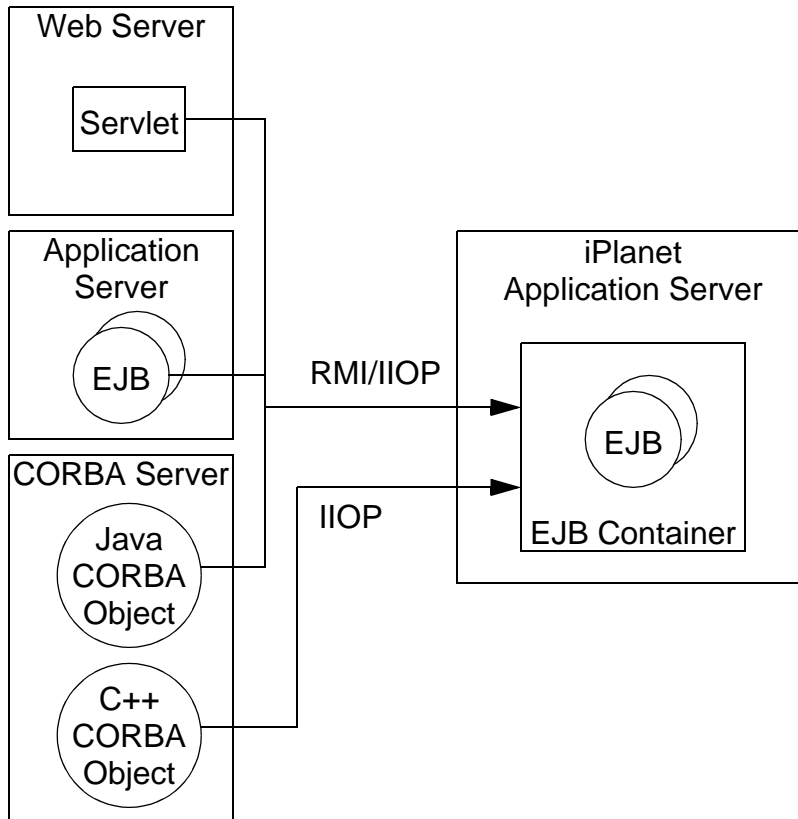 Web Server
Servlet
Application
Server
EJB
CORBA Server
Java
CORBA
Object
C++
CORBA
Object
RMI/IIOP
IIOP
iPlanet
Application Server
EJB
EJB Container